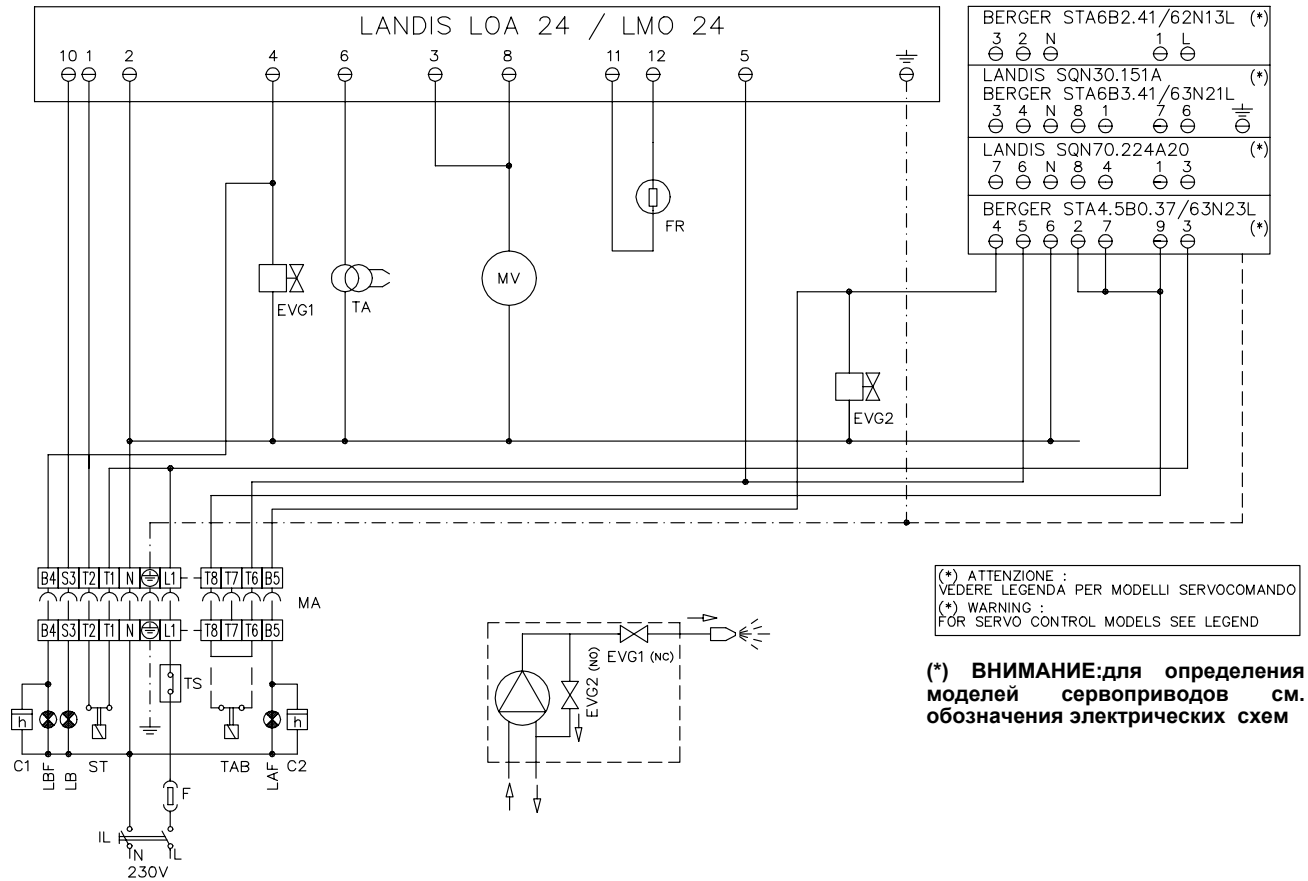 LANDIS LOA 24 / LMO 24
10 1 2 4 6 3 8 11 12 5
BERGER STA6B2.41/62N13L (*)
3 2 N 1 L
LANDIS SQN30.151A (*)
BERGER STA6B3.41/63N21L
3 4 N 8 1 7 6
LANDIS SQN70.224A20 (*)
7 6 N 8 4 1 3
BERGER STA4.5B0.37/63N23L
4 5 6 2 7 9 3 (*)
FR
EVG1
TA
MV
EVG2
B4 S3 T2 T1 N L1 T8 T7 T6 B5
MA
B4 S3 T2 T1 N L1 T8 T7 T6 B5
TS
h
h
C1
LBF
LB
ST
TAB
LAF
C2
F
IL
N
L
230V
EVG1 (NC)
EVG2 (NO)
(*) ATTENZIONE :
VEDERE LEGENDA PER MODELLI SERVOCOMANDO
(*) WARNING :
FOR SERVO CONTROL MODELS SEE LEGEND
(*) ВНИМАНИЕ:для определения
моделей сервоприводов см.
обозначения электрических схем